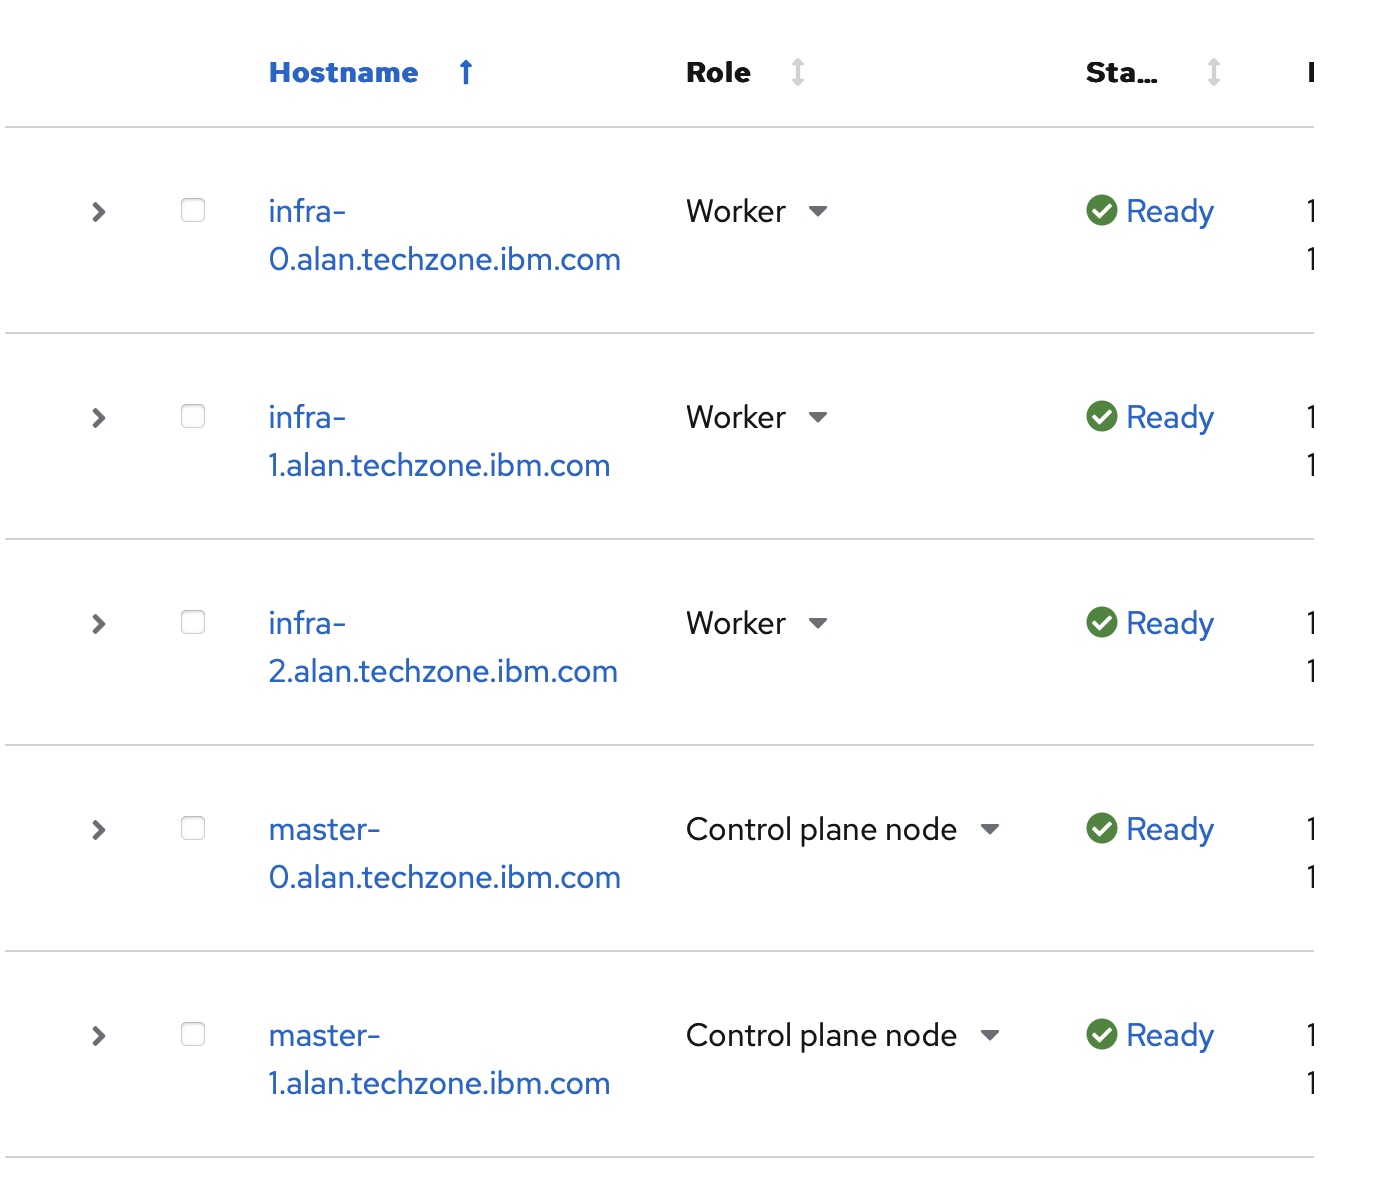 Hostname Role Sta...
infra- Worker Ready 1
0.alan.techzone.ibm.com 1
infra- Worker Ready 1
1.alan.techzone.ibm.com 1
infra- Worker Ready 1
2.alan.techzone.ibm.com 1
master- Control plane node Ready 1
0.alan.techzone.ibm.com 1
master- Control plane node Ready 1
1.alan.techzone.ibm.com 1